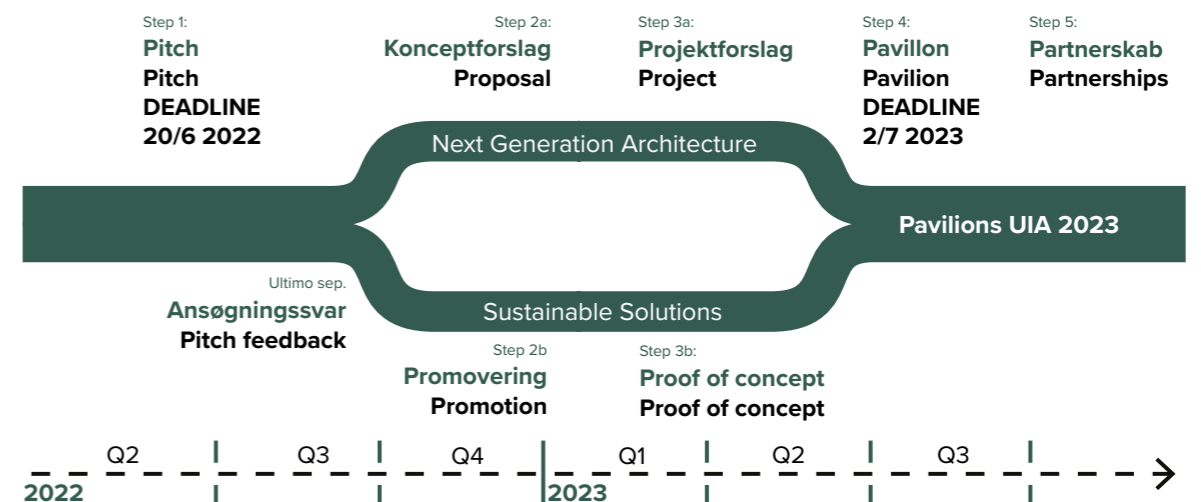 Step 1:
Pitch
Pitch
DEADLINE
20/6 2022
Step 2a:
Konceptforslag
Proposal
Step 3a:
Projektforslag
Project
Step 4:
Pavillon
Pavilion
DEADLINE
2/7 2023
Step 5:
Partnerskab
Partnerships
Next Generation Architecture
Pavilions UIA 2023
Ultimo sep.
Ansøgningssvar
Pitch feedback
Sustainable Solutions
Step 2b
Promovering
Promotion
Step 3b:
Proof of concept
Proof of concept
Q2
Q3
Q4
Q1
Q2
Q3
2022
2023